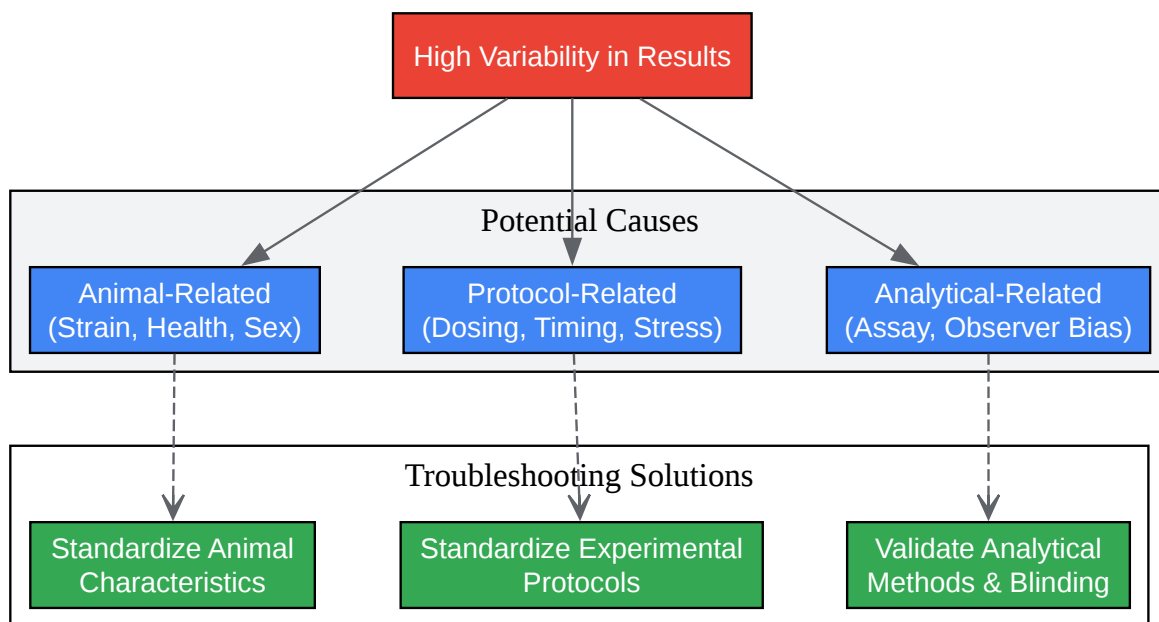 High Variability in Results
Potential Causes
Animal-Related
(Strain, Health, Sex)
Protocol-Related
(Dosing, Timing, Stress)
Analytical-Related
(Assay, Observer Bias)
Troubleshooting Solutions
Standardize Animal
Characteristics
Standardize Experimental
Protocols
Validate Analytical
Methods & Blinding